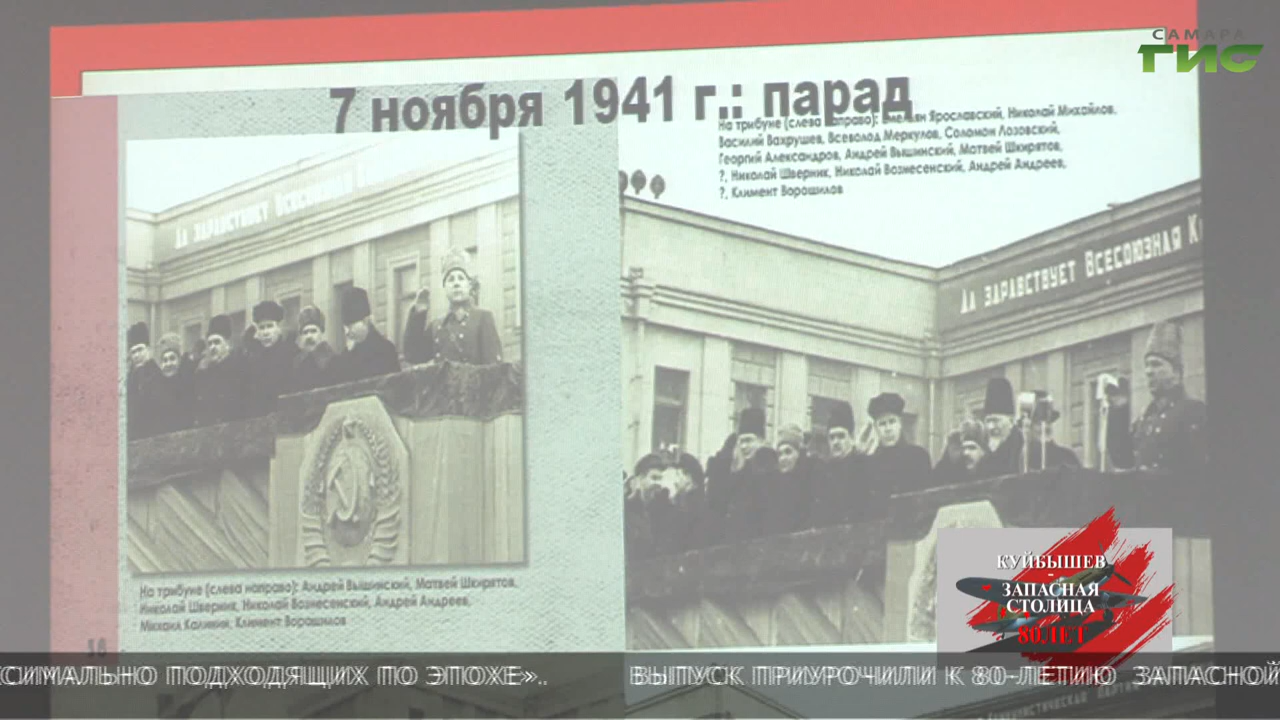 САМАРА
ГИС
7 ноября 1941 г.: парад
На трибуне (слева направо): Емельян Ярославский, Николай Михайлов,
Василий Вахрушев, Всеволод Меркулов, Соломон Лозовский,
Георгий Александров, Андрей Вышинский, Матвей Шкирятов,
?, Николай Шверник, Николай Вознесенский, Андрей Андреев,
?, Климент Ворошилов
ДА ЗДРАВСТВУЕТ ВСЕСОЮЗНАЯ
ДА ЗДРАВСТВУЕТ ВСЕСОЮЗНАЯ К
На трибуне (слева направо): Андрей Вышинский, Матвей Шкирятов,
Николай Шверник, Николай Вознесенский, Андрей Андреев,
Михаил Калинин, Климент Ворошилов
КУЙБЫШЕВ
-
ЗАПАСНАЯ
СТОЛИЦА
80 ЛЕТ
58
СИМАЛЬНО ПОДХОДЯЩИХ ПО ЭПОХЕ».. ВЫПУСК ПРИУРОЧИЛИ К 80-ЛЕТИЮ ЗАПАСНОЙ